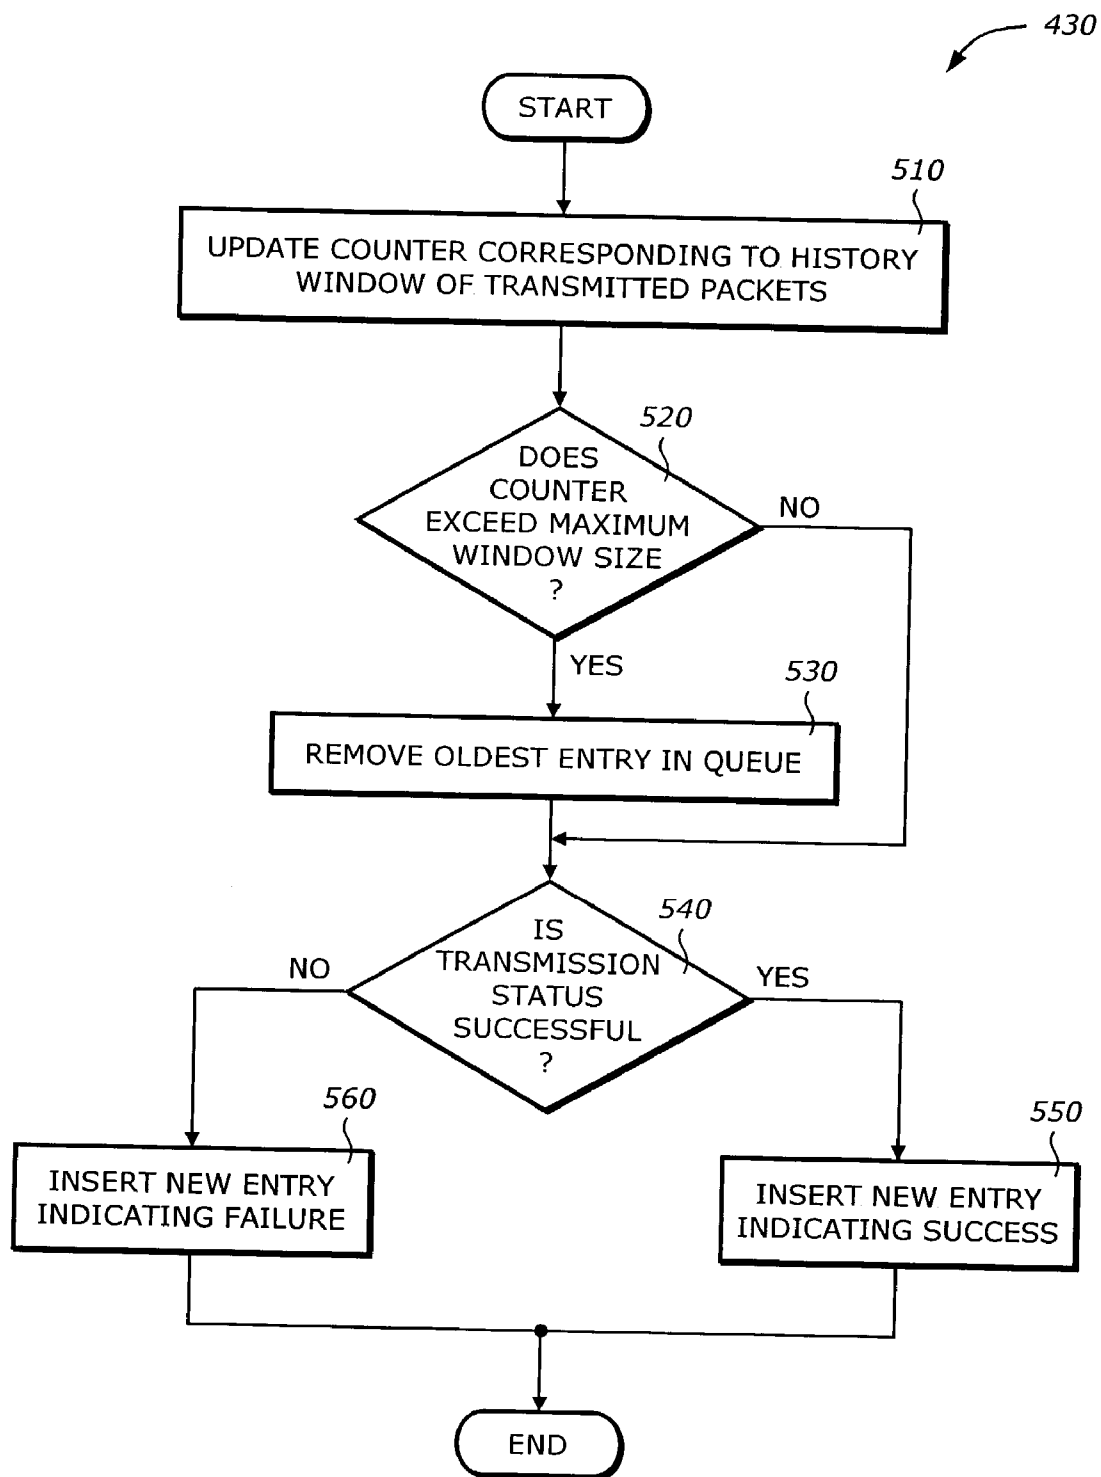 430
START
510
UPDATE COUNTER CORRESPONDING TO HISTORY
WINDOW OF TRANSMITTED PACKETS
520
DOES
COUNTER
EXCEED MAXIMUM
WINDOW SIZE
?
NO
YES
530
REMOVE OLDEST ENTRY IN QUEUE
540
IS
TRANSMISSION
STATUS
SUCCESSFUL
?
NO
YES
560
INSERT NEW ENTRY
INDICATING FAILURE
550
INSERT NEW ENTRY
INDICATING SUCCESS
END